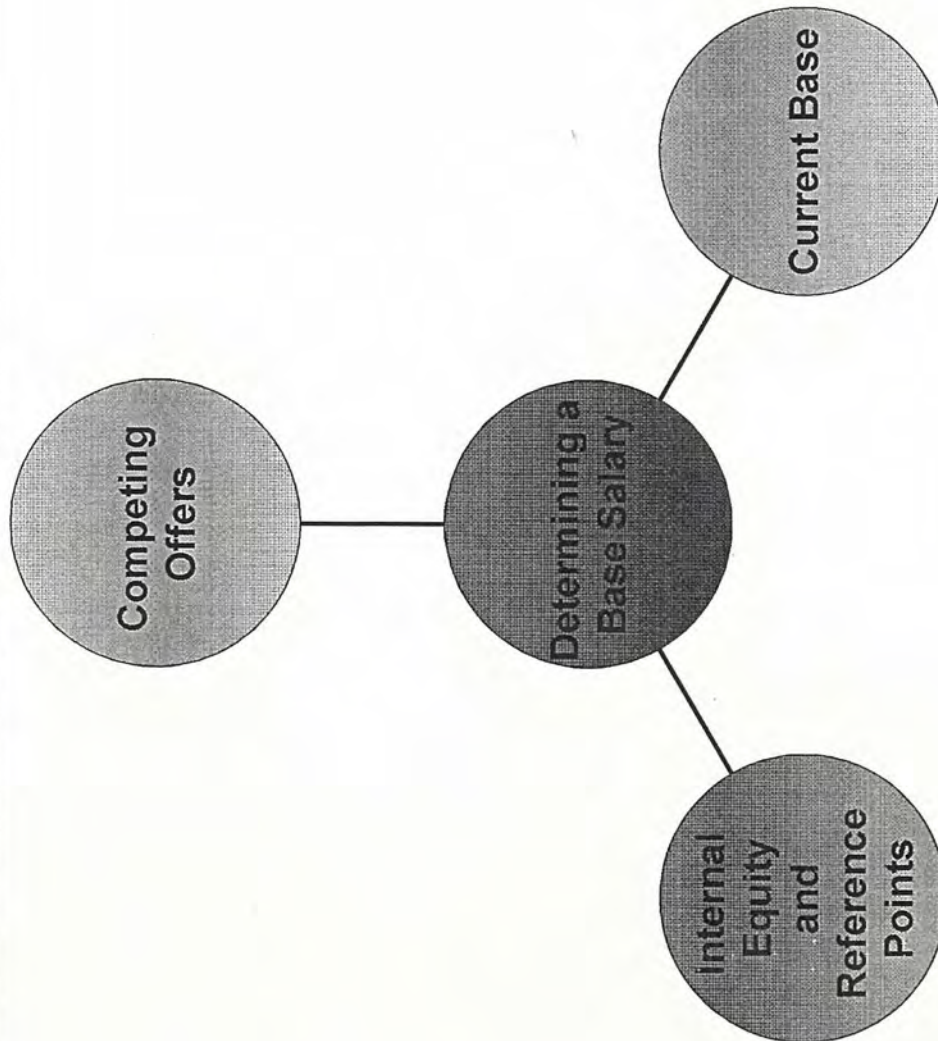 Competing
Offers
Determining a
Base Salary
Internal
Equity
and
Reference
Points
Current Base